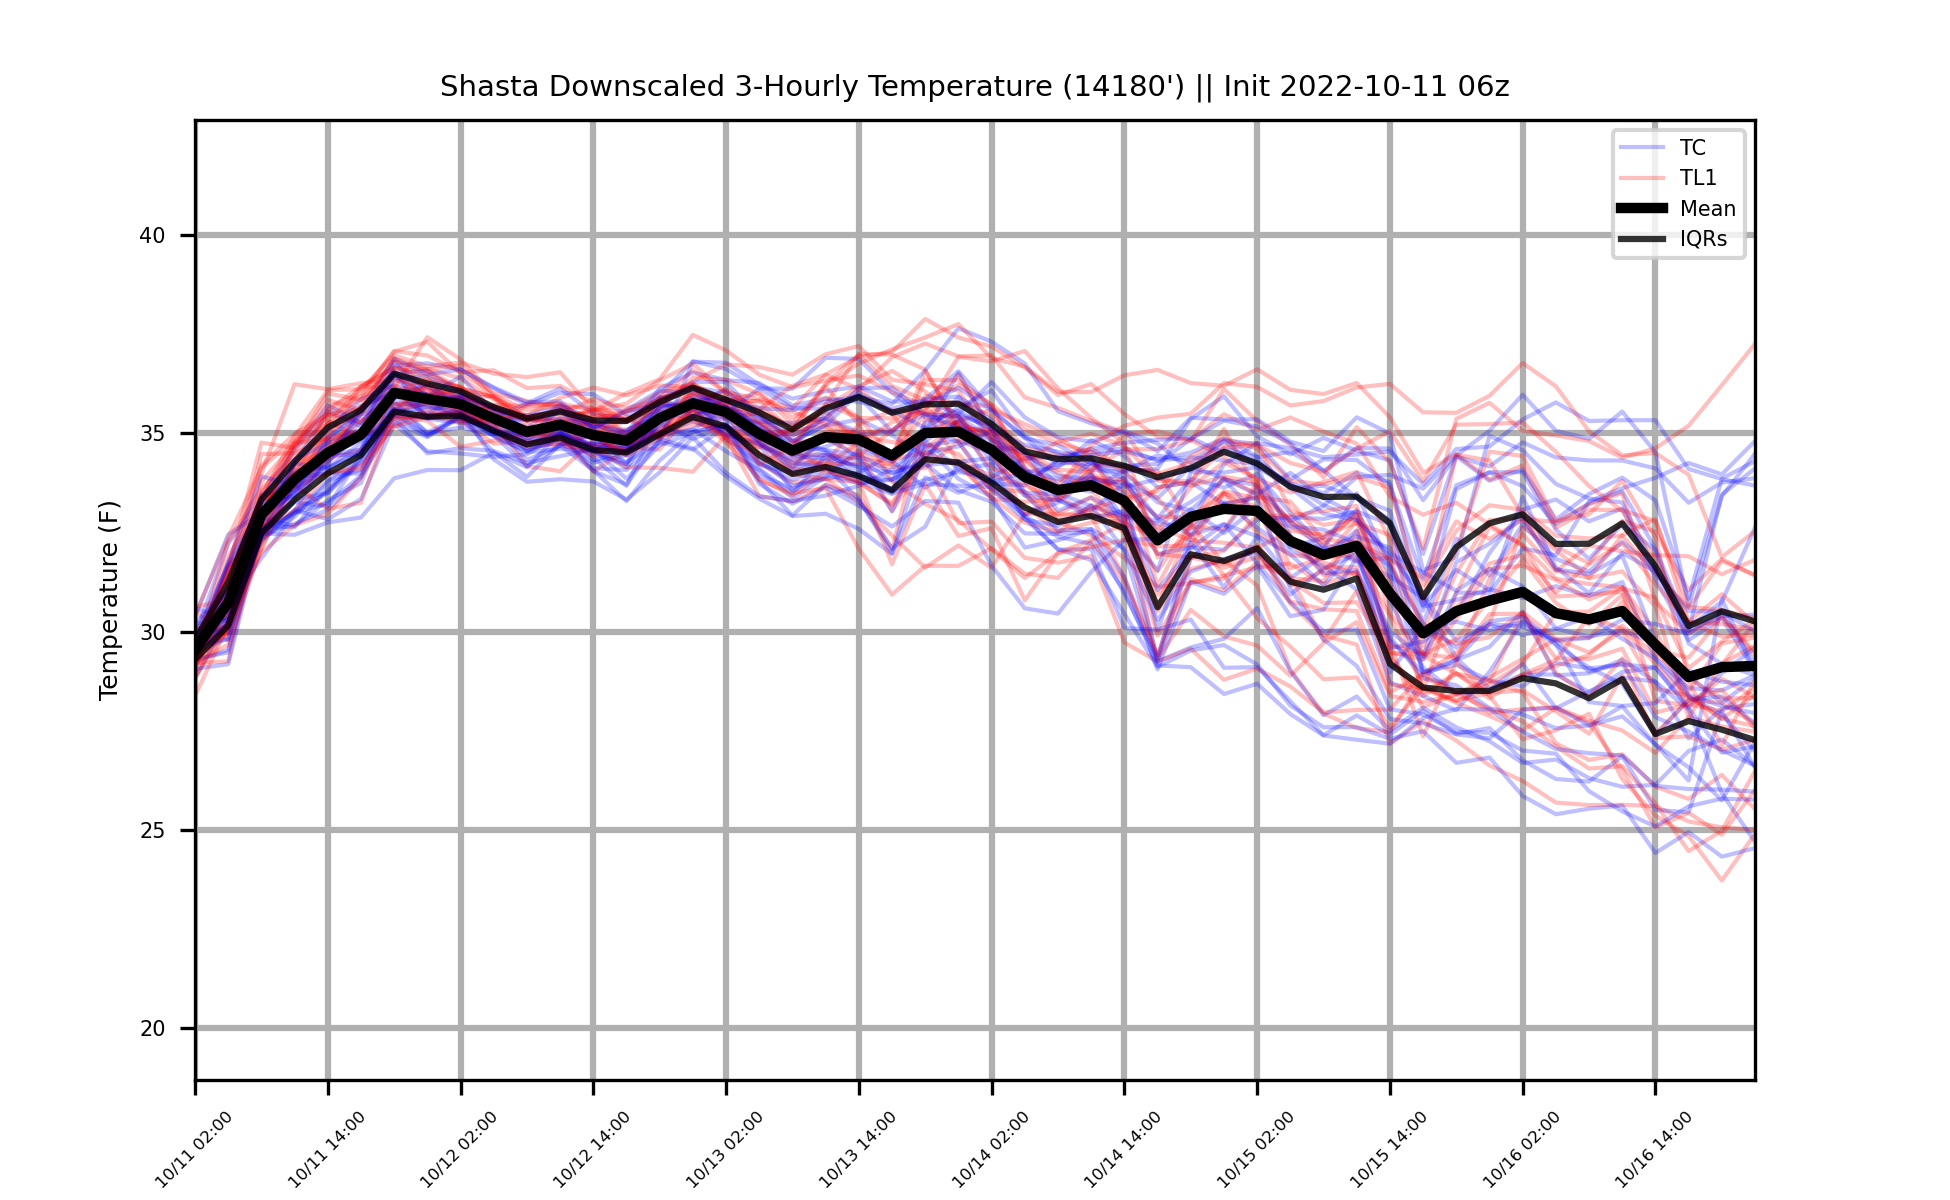 Shasta Downscaled 3-Hourly Temperature (14180') || Init 2022-10-11 06z
TC
TL1
Mean
IQRs
Temperature (F)
40
35
30
25
20
10/11 02:00
10/11 14:00
10/12 02:00
10/12 14:00
10/13 02:00
10/13 14:00
10/14 02:00
10/14 14:00
10/15 02:00
10/15 14:00
10/16 02:00
10/16 14:00